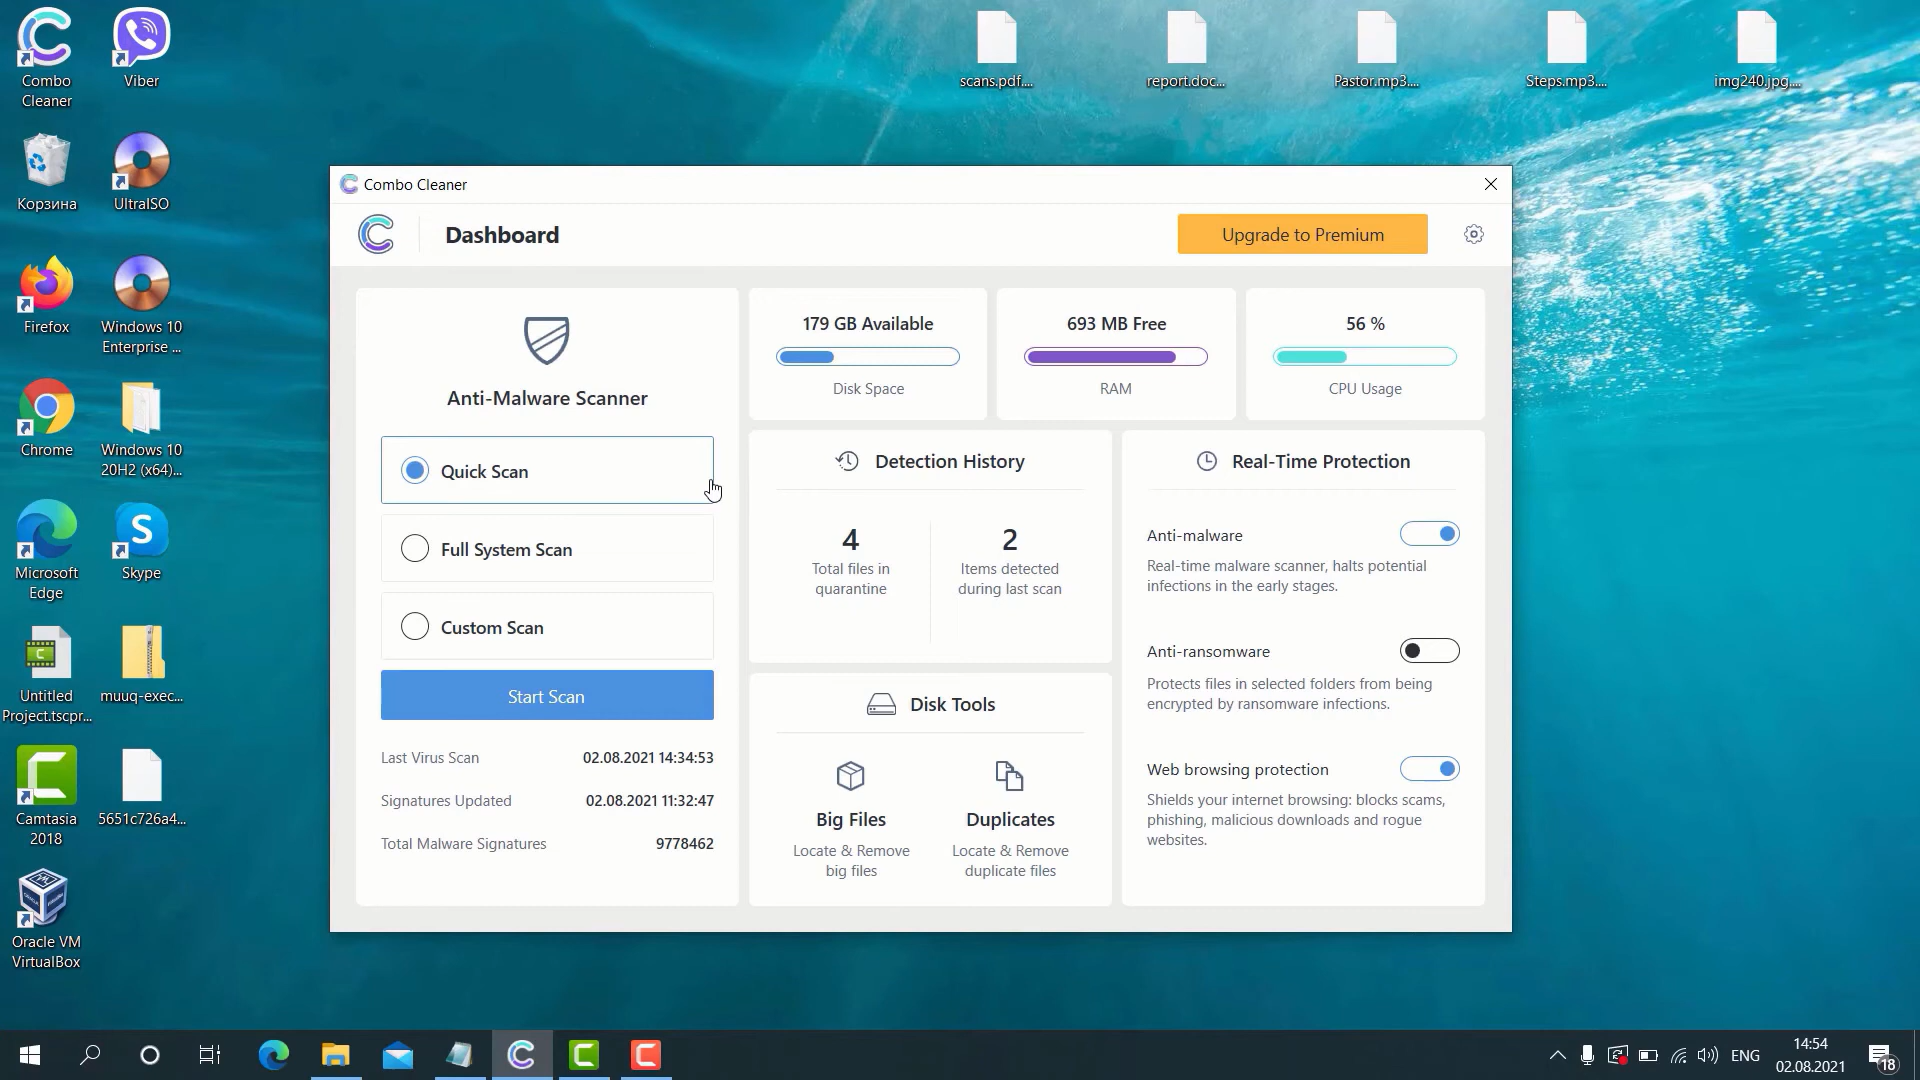 Combo
Cleaner
Viber
Корзина
UltraISO
Firefox
Windows 10
Enterprise ...
Chrome
Windows 10
20H2 (x64)...
Microsoft
Edge
Skype
Untitled
Project.tscpr...
muuq-exec...
Camtasia
2018
5651c726a4...
Oracle VM
VirtualBox
scans.pdf....
report.doc...
Pastor.mp3....
Steps.mp3....
img240.jpg....
Combo Cleaner
Dashboard
Upgrade to Premium
Anti-Malware Scanner
Quick Scan
Full System Scan
Custom Scan
Start Scan
Last Virus Scan 02.08.2021 14:34:53
Signatures Updated 02.08.2021 11:32:47
Total Malware Signatures 9778462
179 GB Available
Disk Space
693 MB Free
RAM
56 %
CPU Usage
Detection History
4
Total files in
quarantine
2
Items detected
during last scan
Disk Tools
Big Files
Locate & Remove
big files
Duplicates
Locate & Remove
duplicate files
Real-Time Protection
Anti-malware
Real-time malware scanner, halts potential
infections in the early stages.
Anti-ransomware
Protects files in selected folders from being
encrypted by ransomware infections.
Web browsing protection
Shields your internet browsing: blocks scams,
phishing, malicious downloads and rogue
websites.
ENG
14:54
02.08.2021
18